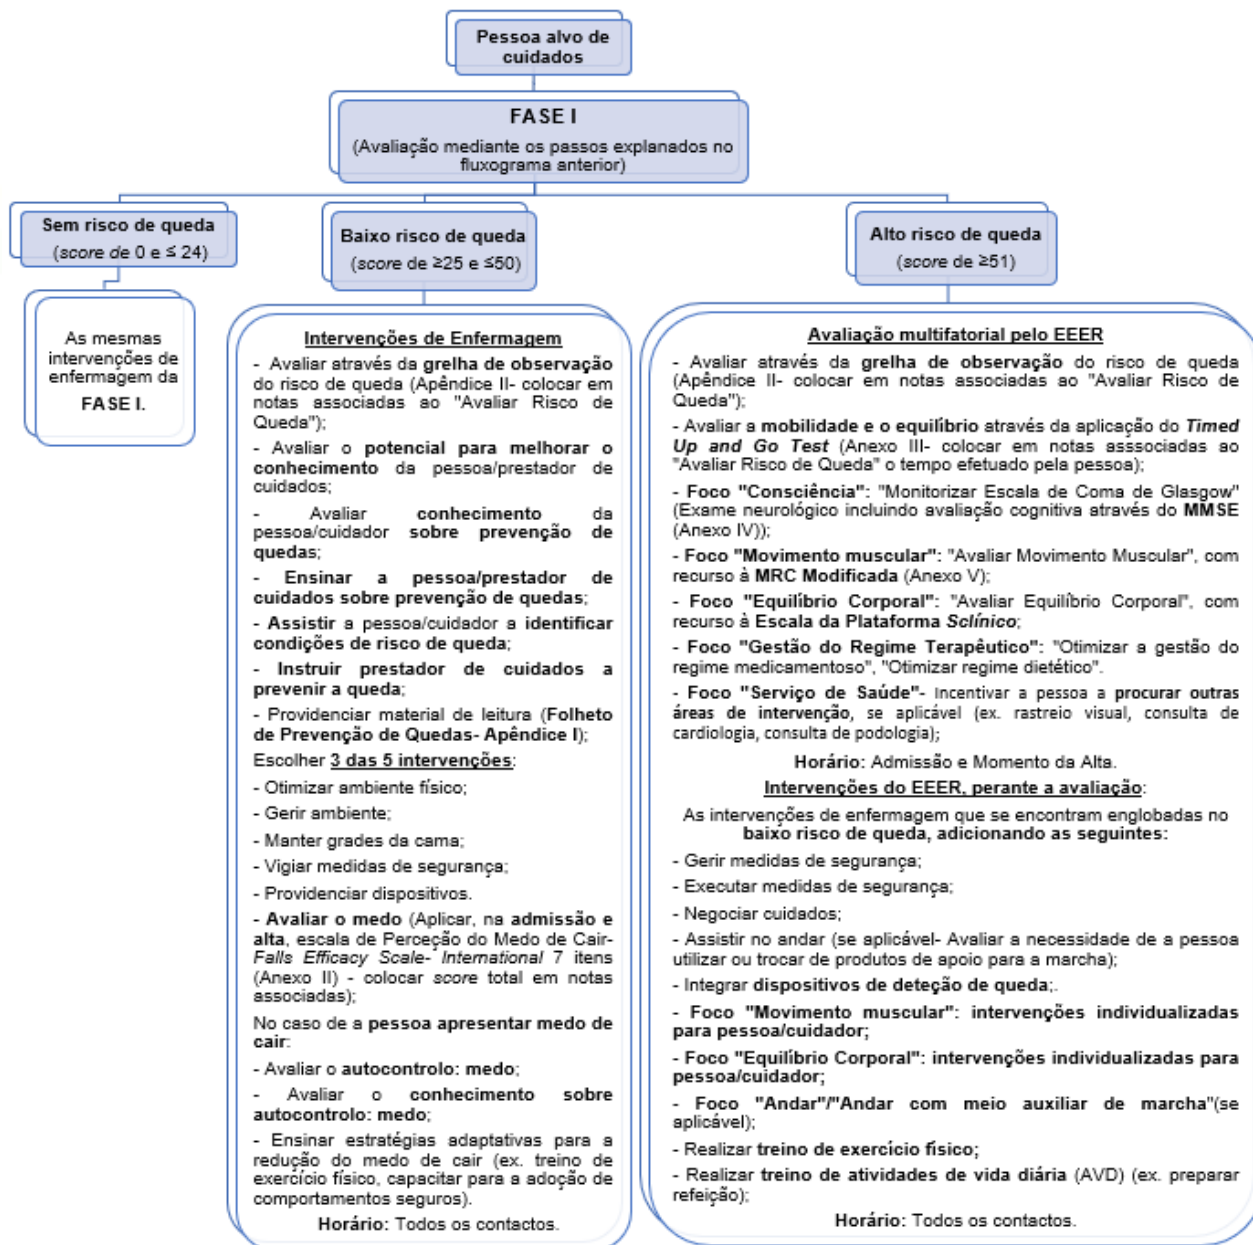 Pessoa alvo de
cuidados
FASE I
(Avaliação mediante os passos explanados no
fluxograma anterior)
Sem risco de queda
(score de 0 e ≤ 24)
Baixo risco de queda
(score de ≥25 e ≤50)
Alto risco de queda
(score de ≥51)
As mesmas
intervenções de
enfermagem da
FASE I.
Intervenções de Enfermagem
- Avaliar através da grelha de observação
do risco de queda (Apêndice II- colocar em
notas associadas ao "Avaliar Risco de
Queda");
- Avaliar o potencial para melhorar o
conhecimento da pessoa/prestador de
cuidados;
- Avaliar conhecimento da
pessoa/cuidador sobre prevenção de
quedas;
- Ensinar a pessoa/prestador de
cuidados sobre prevenção de quedas;
- Assistir a pessoa/cuidador a identificar
condições de risco de queda;
- Instruir prestador de cuidados a
prevenir a queda;
- Providenciar material de leitura (Folheto
de Prevenção de Quedas- Apêndice I);
Escolher 3 das 5 intervenções:
- Otimizar ambiente físico;
- Gerir ambiente;
- Manter grades da cama;
- Vigiar medidas de segurança;
- Providenciar dispositivos.
- Avaliar o medo (Aplicar, na admissão e
alta, escala de Perceção do Medo de Cair-
Falls Efficacy Scale- International 7 itens
(Anexo II) - colocar score total em notas
associadas);
No caso de a pessoa apresentar medo de
cair:
- Avaliar o autocontrolo: medo;
- Avaliar o conhecimento sobre
autocontrolo: medo;
- Ensinar estratégias adaptativas para a
redução do medo de cair (ex. treino de
exercício físico, capacitar para a adoção de
comportamentos seguros).
Horário: Todos os contactos.
Avaliação multifatorial pelo EEER
- Avaliar através da grelha de observação do risco de queda
(Apêndice II- colocar em notas associadas ao "Avaliar Risco de
Queda");
- Avaliar a mobilidade e o equilíbrio através da aplicação do Timed
Up and Go Test (Anexo III- colocar em notas asssociadas ao
"Avaliar Risco de Queda" o tempo efetuado pela pessoa);
- Foco "Consciência": "Monitorizar Escala de Coma de Glasgow"
(Exame neurológico incluindo avaliação cognitiva através do MMSE
(Anexo IV));
- Foco "Movimento muscular": "Avaliar Movimento Muscular", com
recurso à MRC Modificada (Anexo V);
- Foco "Equilíbrio Corporal": "Avaliar Equilíbrio Corporal", com
recurso à Escala da Plataforma Sclínico;
- Foco "Gestão do Regime Terapêutico": "Otimizar a gestão do
regime medicamentoso", "Otimizar regime dietético".
- Foco "Serviço de Saúde"- Incentivar a pessoa a procurar outras
áreas de intervenção, se aplicável (ex. rastreio visual, consulta de
cardiologia, consulta de podologia);
Horário: Admissão e Momento da Alta.
Intervenções do EEER, perante a avaliação:
As intervenções de enfermagem que se encontram englobadas no
baixo risco de queda, adicionando as seguintes:
- Gerir medidas de segurança;
- Executar medidas de segurança;
- Negociar cuidados;
- Assistir no andar (se aplicável- Avaliar a necessidade de a pessoa
utilizar ou trocar de produtos de apoio para a marcha);
- Integrar dispositivos de deteção de queda;.
- Foco "Movimento muscular": intervenções individualizadas
para pessoa/cuidador;
- Foco "Equilíbrio Corporal": intervenções individualizadas para
pessoa/cuidador;
- Foco "Andar"/"Andar com meio auxiliar de marcha"(se
aplicável);
- Realizar treino de exercício físico;
- Realizar treino de atividades de vida diária (AVD) (ex. preparar
refeição);
Horário: Todos os contactos.